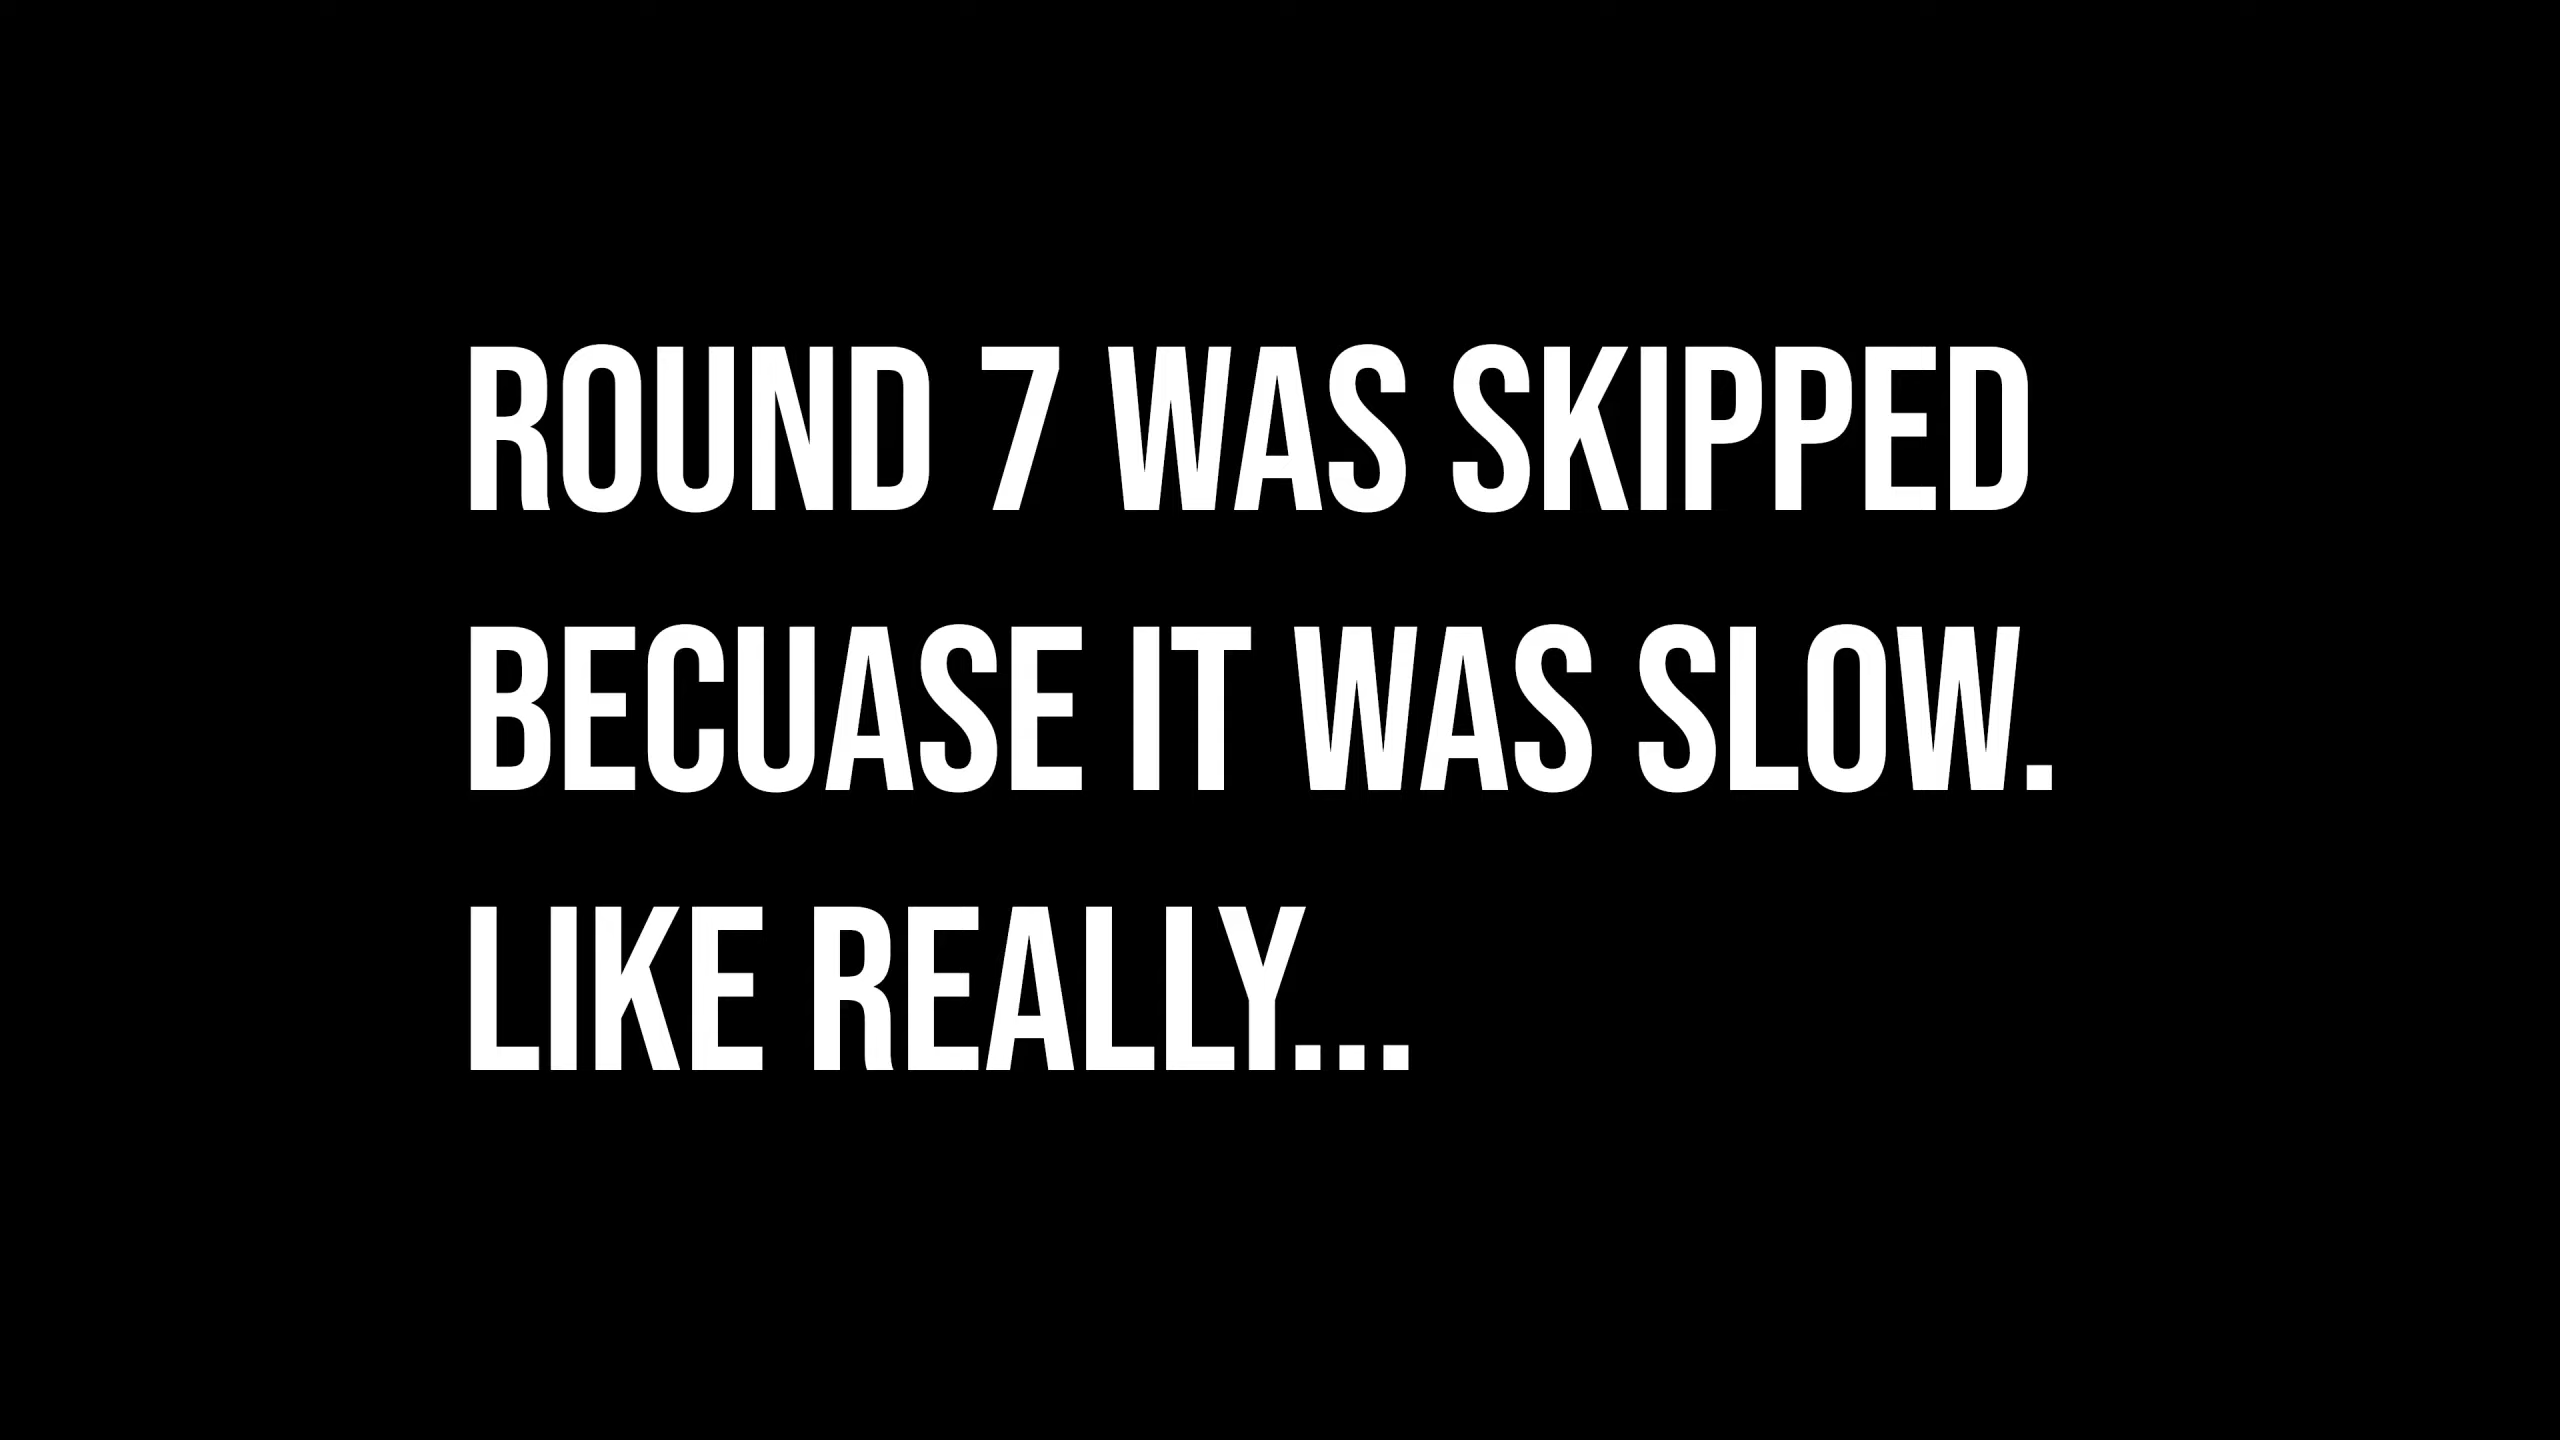 ROUND 7 WAS SKIPPED
BECUASE IT WAS SLOW.
LIKE REALLY...